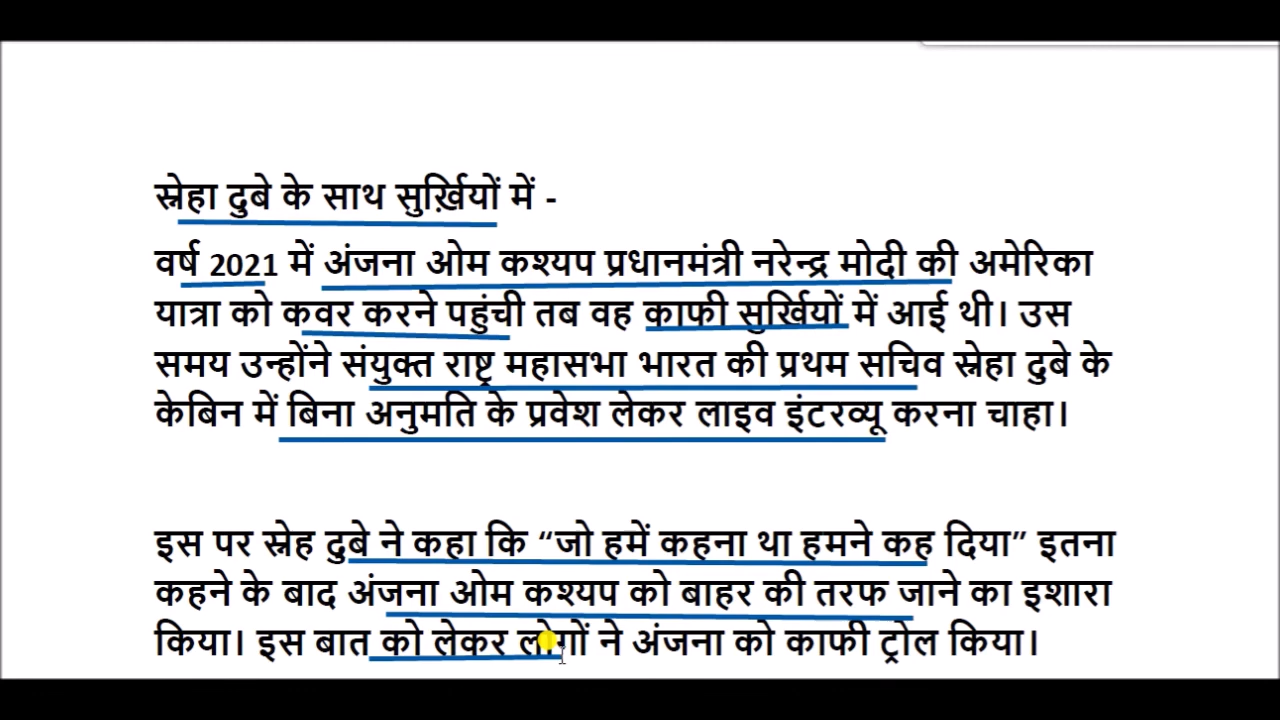 स्नेहा दुबे के साथ सुर्ख़ियों में -
वर्ष 2021 में अंजना ओम कश्यप प्रधानमंत्री नरेन्द्र मोदी की अमेरिका
यात्रा को कवर करने पहुंची तब वह काफी सुर्खियों में आई थी। उस
समय उन्होंने संयुक्त राष्ट्र महासभा भारत की प्रथम सचिव स्नेहा दुबे के
केबिन में बिना अनुमति के प्रवेश लेकर लाइव इंटरव्यू करना चाहा।
इस पर स्नेह दुबे ने कहा कि “जो हमें कहना था हमने कह दिया” इतना
कहने के बाद अंजना ओम कश्यप को बाहर की तरफ जाने का इशारा
किया। इस बात को लेकर लोगों ने अंजना को काफी ट्रोल किया।